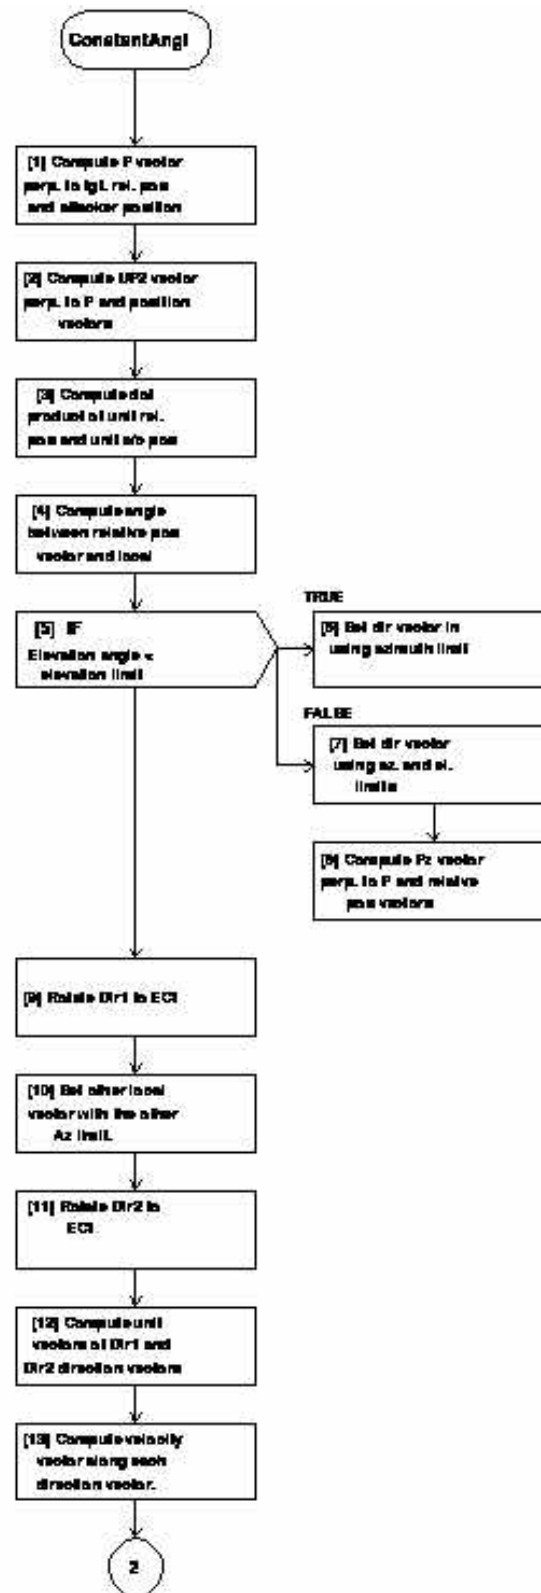 ConstantAngl
[1] Compute P vector
perp. to tgt. rel. pos
and attacker position
[2] Compute UP2 vector
perp. to P and position
vectors
[3] Compute dot
product of unit rel.
pos and unit a/c pos
[4] Compute angle
between relative pos
vector and local
[5] IF
Elevation angle <
elevation limit
TRUE
[6] Set dir vector in
using azimuth limit
FALSE
[7] Set dir vector
using az. and el.
limits
[8] Compute Pz vector
perp. to P and relative
pos vectors
[9] Rotate Dir1 to ECI
[10] Set other local
vector with the other
Az limit.
[11] Rotate Dir2 to
ECI
[12] Compute unit
vectors of Dir1 and
Dir2 direction vectors
[13] Compute velocity
vector along each
direction vector.
2